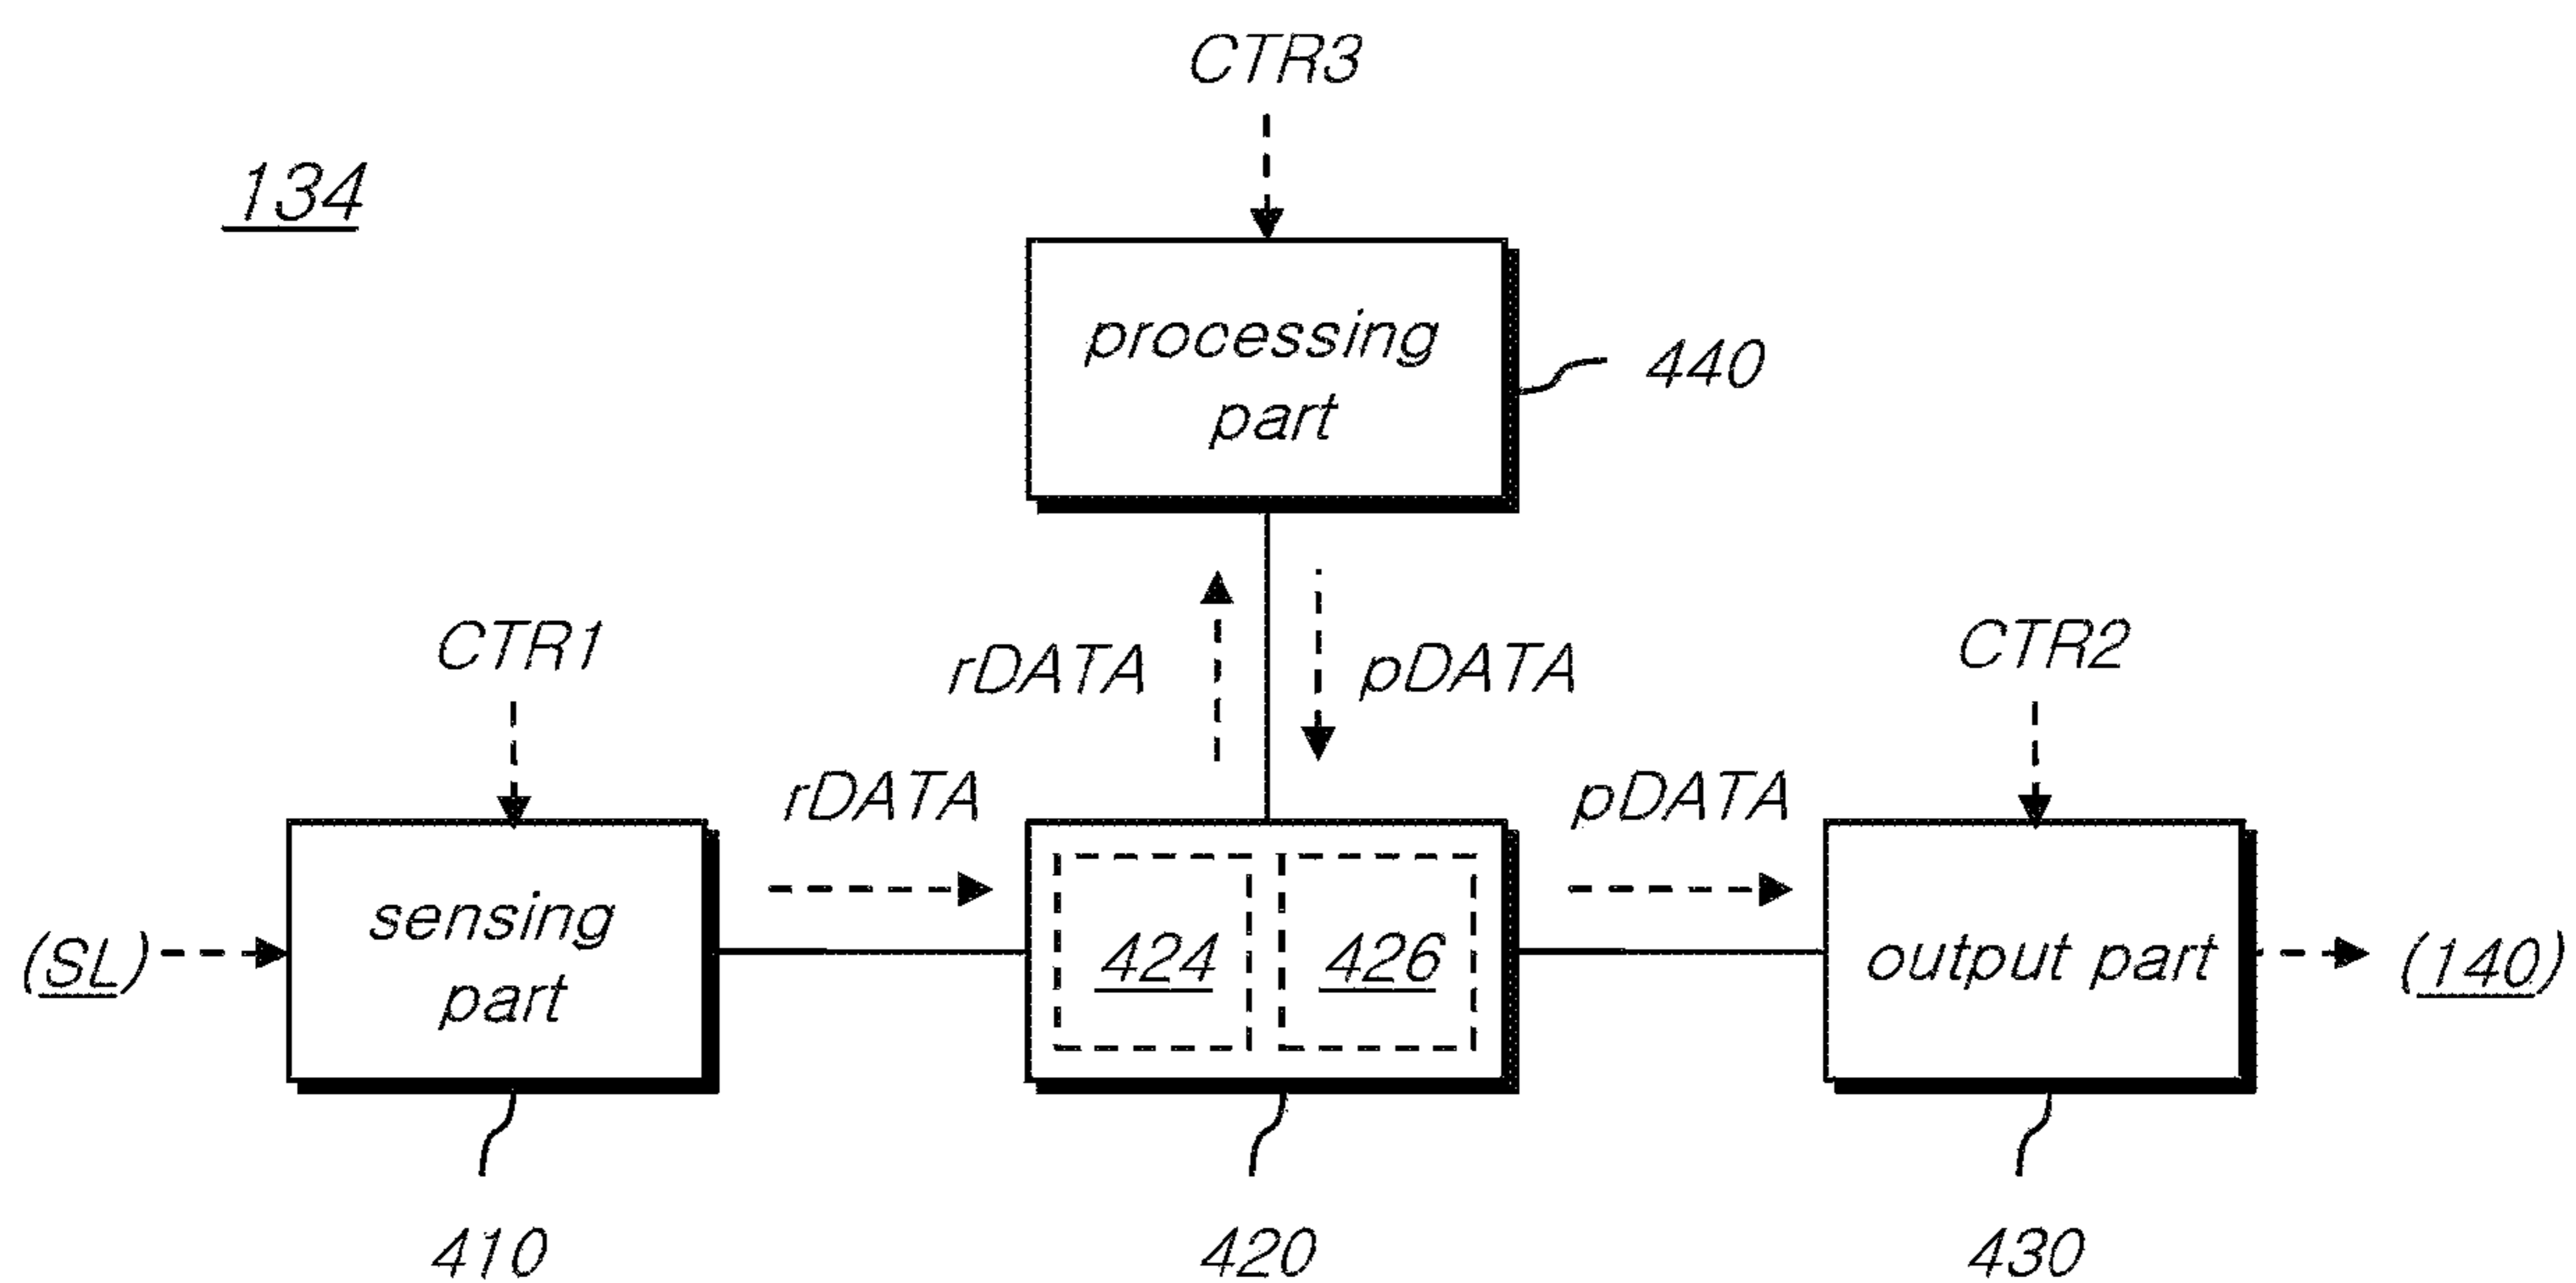 CTR3
134
processing
part
440
CTR1
rDATA
pDATA
CTR2
rDATA
pDATA
(SL)
sensing
part
424
426
output part
(140)
410
420
430